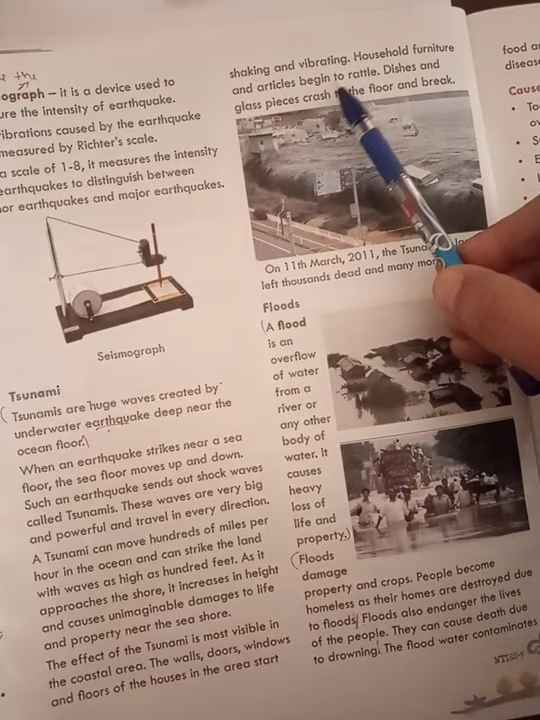 the
ograph – it is a device used to
ure the intensity of earthquake.
ibrations caused by the earthquake
measured by Richter's scale.
a scale of 1-8, it measures the intensity
earthquakes to distinguish between
or earthquakes and major earthquakes.
Seismograph
Tsunami
(Tsunamis are huge waves created by
underwater earthquake deep near the
ocean floor.)
When an earthquake strikes near a sea
floor, the sea floor moves up and down.
Such an earthquake sends out shock waves
called Tsunamis. These waves are very big
and powerful and travel in every direction.
A Tsunami can move hundreds of miles per
hour in the ocean and can strike the land
with waves as high as hundred feet. As it
approaches the shore, it increases in height
and causes unimaginable damages to life
and property near the sea shore.
The effect of the Tsunami is most visible in
the coastal area. The walls, doors, windows
and floors of the houses in the area start
shaking and vibrating. Household furniture
and articles begin to rattle. Dishes and
glass pieces crash the floor and break.
On 11th March, 2011, the Tsuna
left thousands dead and many mor
Floods
(A flood
is an
overflow
of water
from a
river or
any other
body of
water. It
causes
heavy
loss of
life and
property.)
(Floods
damage
property and crops. People become
homeless as their homes are destroyed due
to floods. Floods also endanger the lives
of the people. They can cause death due
to drowning. The flood water contaminates
NTISS-5
food an
disease
Cause